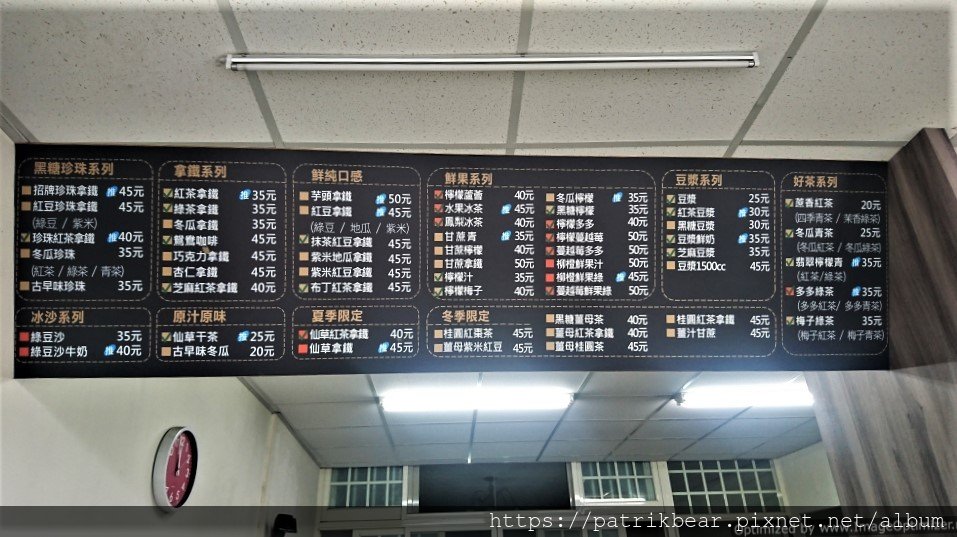 黑糖珍珠系列
招牌珍珠拿鐵 推 45元
紅豆珍珠拿鐵 45元
(綠豆 / 紫米)
珍珠紅茶拿鐵 推 40元
冬瓜珍珠 35元
(紅茶 / 綠茶 / 青茶)
古早味珍珠 35元
拿鐵系列
紅茶拿鐵 推 35元
綠茶拿鐵 35元
冬瓜拿鐵 35元
鴛鴦咖啡 45元
巧克力拿鐵 45元
杏仁拿鐵 45元
芝麻紅茶拿鐵 40元
鮮純口感
芋頭拿鐵 推 50元
紅豆拿鐵 推 45元
(綠豆 / 地瓜 / 紫米)
抹茶紅豆拿鐵 45元
紫米地瓜拿鐵 45元
紫米紅豆拿鐵 45元
布丁紅茶拿鐵 45元
鮮果系列
檸檬蘆薈 40元
水果冰茶 推 45元
鳳梨冰茶 40元
甘蔗青 推 35元
甘蔗檸檬 40元
甘蔗拿鐵 50元
檸檬汁 35元
檸檬梅子 40元
冬瓜檸檬 推 35元
黑糖檸檬 35元
檸檬多多 40元
檸檬蔓越莓 50元
蔓越莓多多 50元
柳橙鮮果汁 50元
柳橙鮮果綠 推 45元
蔓越莓鮮果綠 50元
豆漿系列
豆漿 25元
紅茶豆漿 推 30元
黑糖豆漿 30元
豆漿鮮奶 推 35元
芝麻豆漿 35元
豆漿1500cc 45元
好茶系列
蔗香紅茶 20元
(四季青茶 / 茉香綠茶)
冬瓜青茶 25元
(冬瓜紅茶 / 冬瓜綠茶)
翡翠檸檬青 推 35元
(紅茶/綠茶)
多多綠茶 推 35元
(多多紅茶/ 多多青茶)
梅子綠茶 35元
(梅子紅茶 / 梅子青茶)
冰沙系列
綠豆沙 35元
綠豆沙牛奶 推 40元
原汁原味
仙草干茶 推 25元
古早味冬瓜 20元
夏季限定
仙草紅茶拿鐵 40元
仙草拿鐵 推 45元
冬季限定
桂圓紅棗茶 45元
薑母紫米紅豆 45元
黑糖薑母茶 40元
薑母紅茶拿鐵 40元
薑母桂圓茶 45元
桂圓紅茶拿鐵 45元
薑汁甘蔗 45元
https://patrikbear.pixnet.net/album
Optimized by www.ImageOptimizer.net